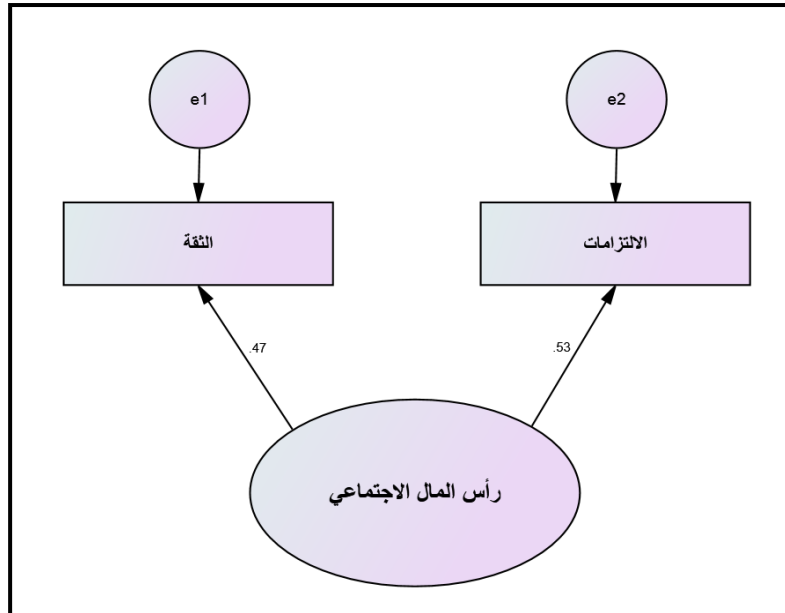 e1
e2
الثقة
الالتزامات
.47
.53
رأس المال الاجتماعي